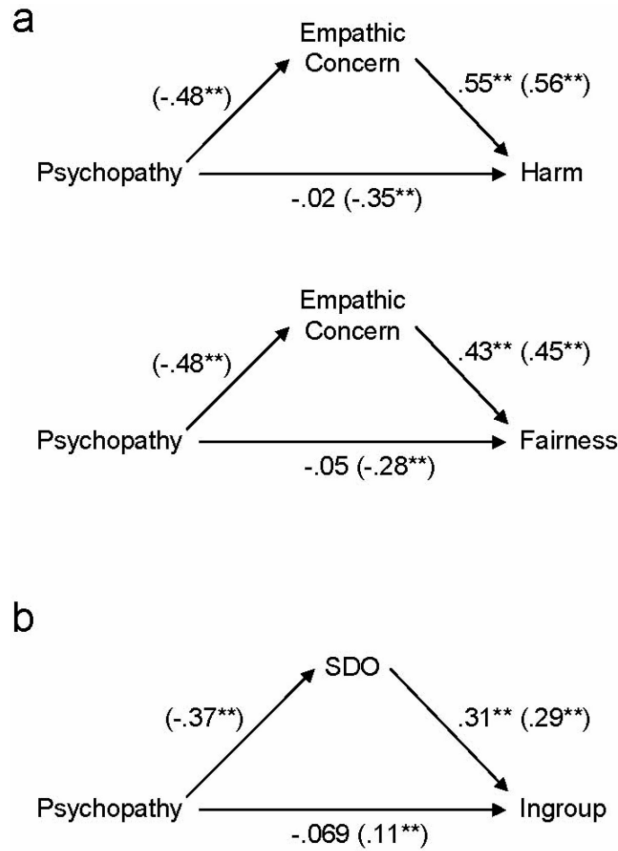 a
Empathic
Concern
(-.48**)
.55** (.56**)
Psychopathy
Harm
-.02 (-.35**)
Empathic
Concern
(-.48**)
.43** (.45**)
Psychopathy
Fairness
-.05 (-.28**)
b
SDO
(-.37**)
.31** (.29**)
Psychopathy
Ingroup
-.069 (.11**)